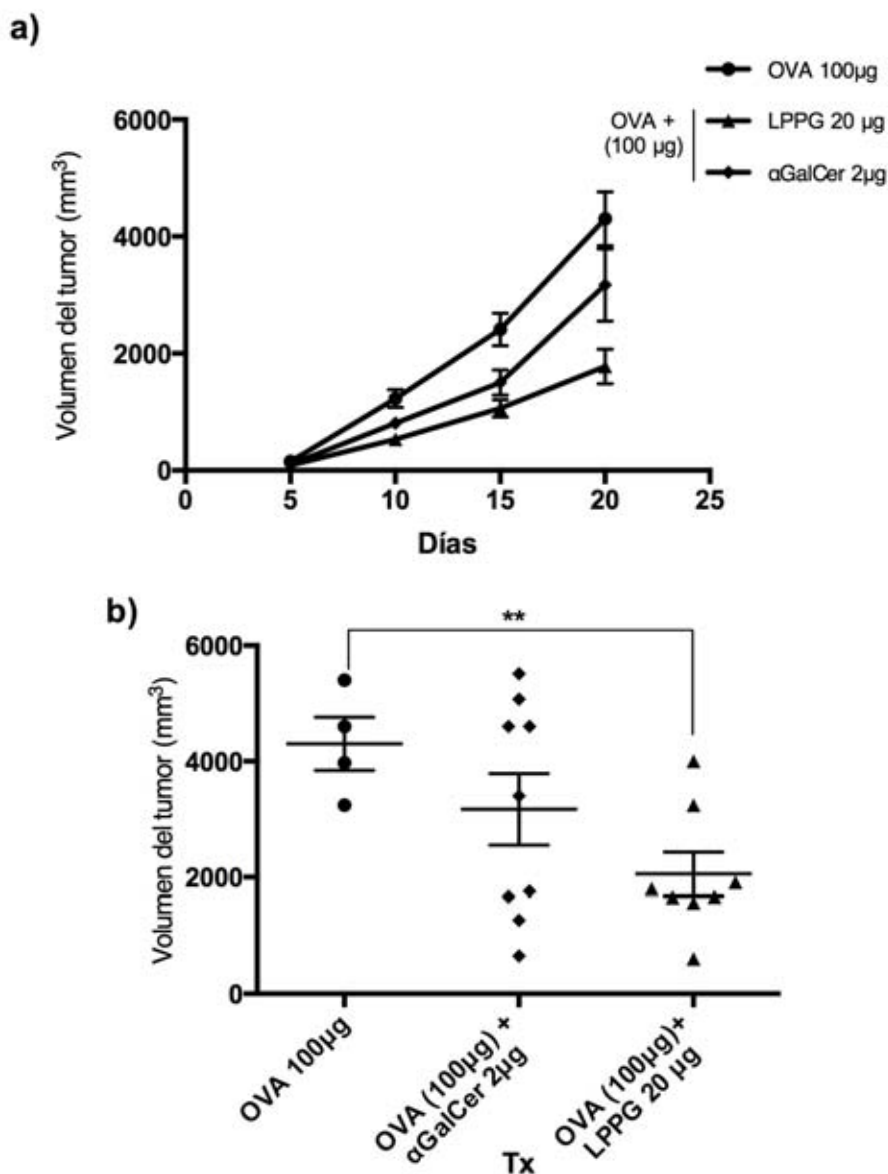 a)
OVA 100µg
OVA +
(100 µg)
LPPG 20 µg
αGalCer 2µg
Volumen del tumor (mm³)
6000
4000
2000
0
0 5 10 15 20 25
Días
b)
**
Volumen del tumor (mm³)
6000
4000
2000
0
OVA 100µg
OVA (100µg) +
αGalCer 2µg
OVA (100µg)+
LPPG 20 µg
Tx